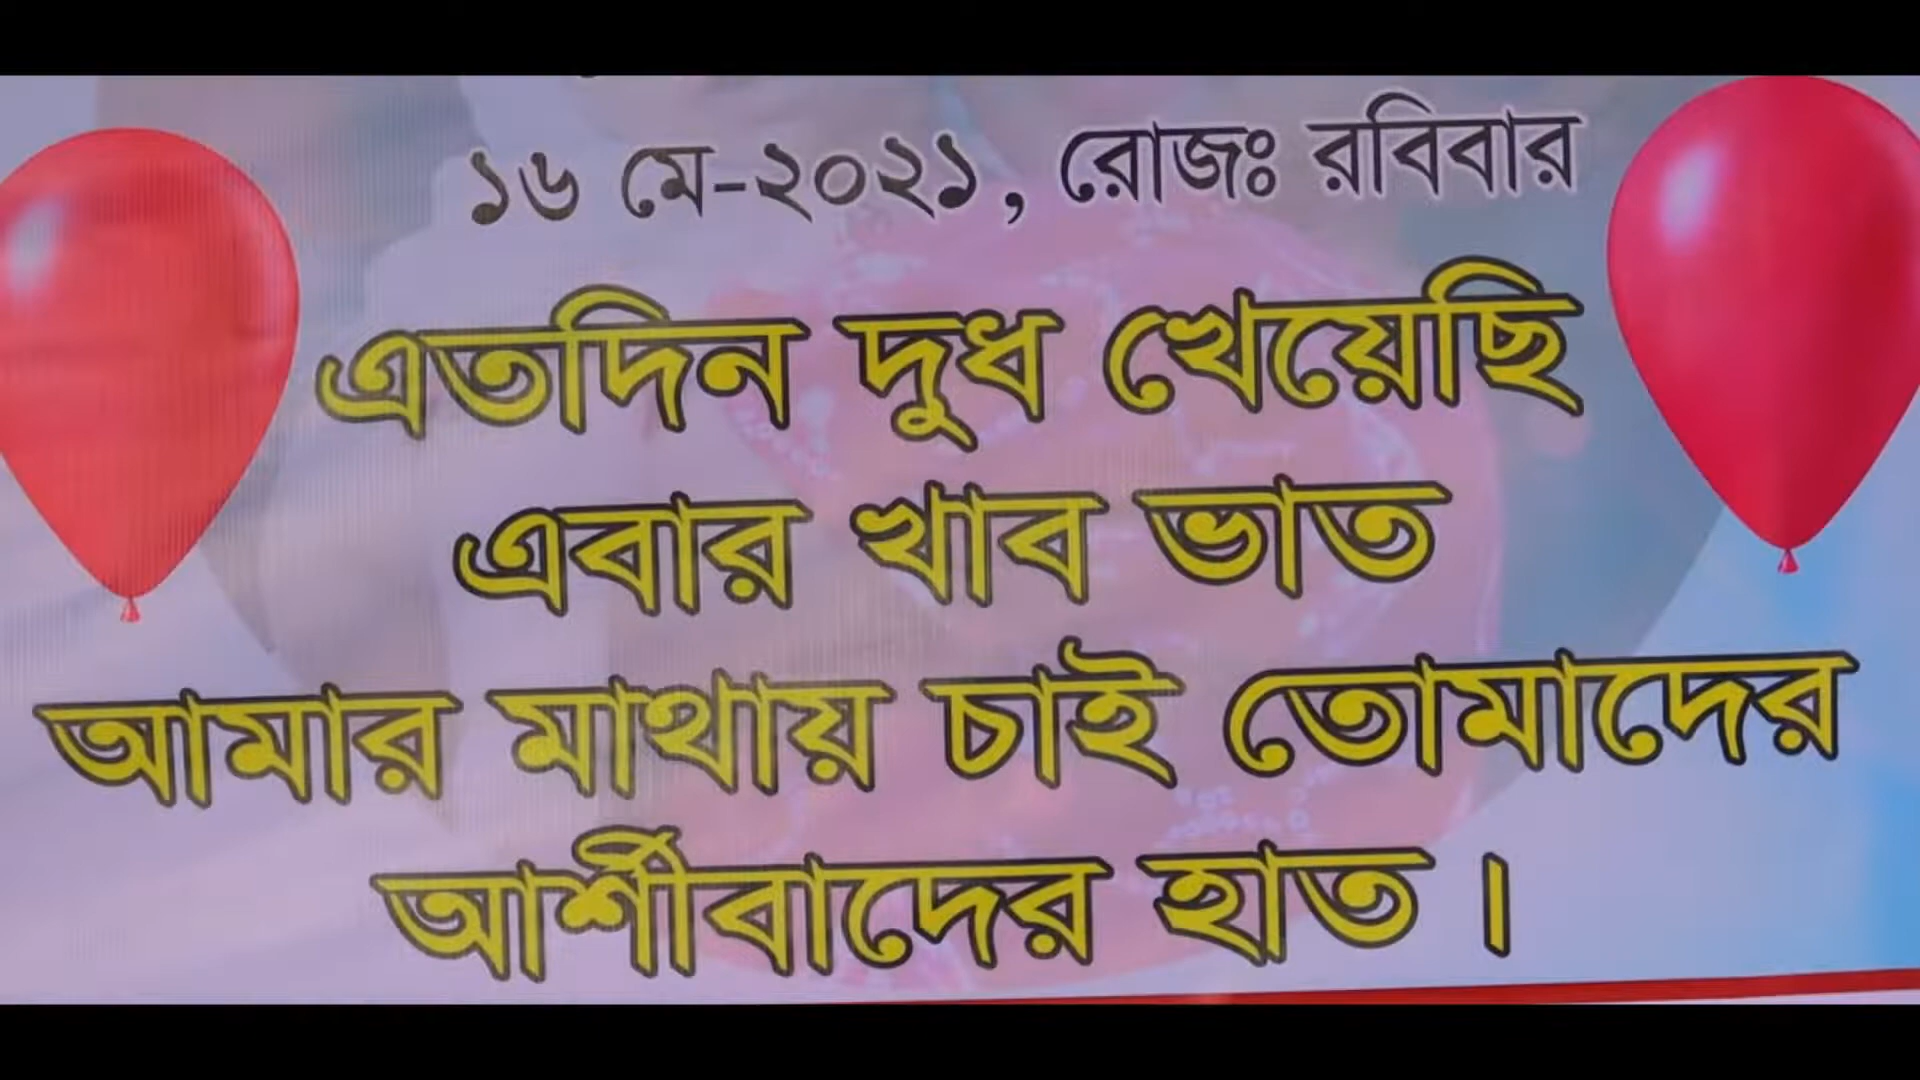 ১৬ মে-২০২১, রোজঃ রবিবার
এতদিন দুধ খেয়েছি
এবার খাব ভাত
আমার মাথায় চাই তোমাদের
আর্শীবাদের হাত ।